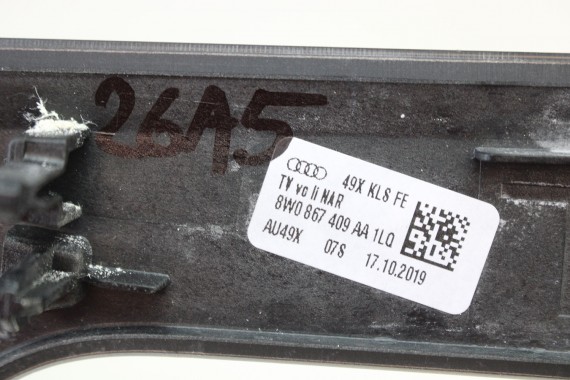 26A5
49X KLS FE
TV vo li NAR
8W0 867 409 AA 1LQ
AU49X 07S 17.10.2019